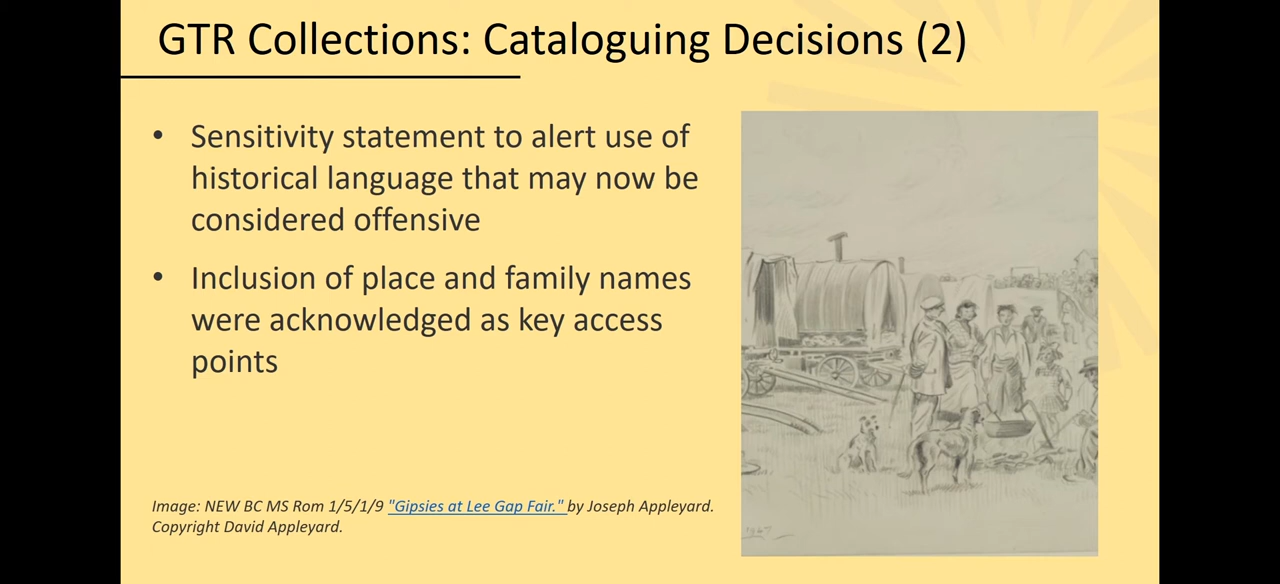 GTR Collections: Cataloguing Decisions (2)
• Sensitivity statement to alert use of
historical language that may now be
considered offensive
• Inclusion of place and family names
were acknowledged as key access
points
Image: NEW BC MS Rom 1/5/1/9 "Gipsies at Lee Gap Fair." by Joseph Appleyard.
Copyright David Appleyard.
1947